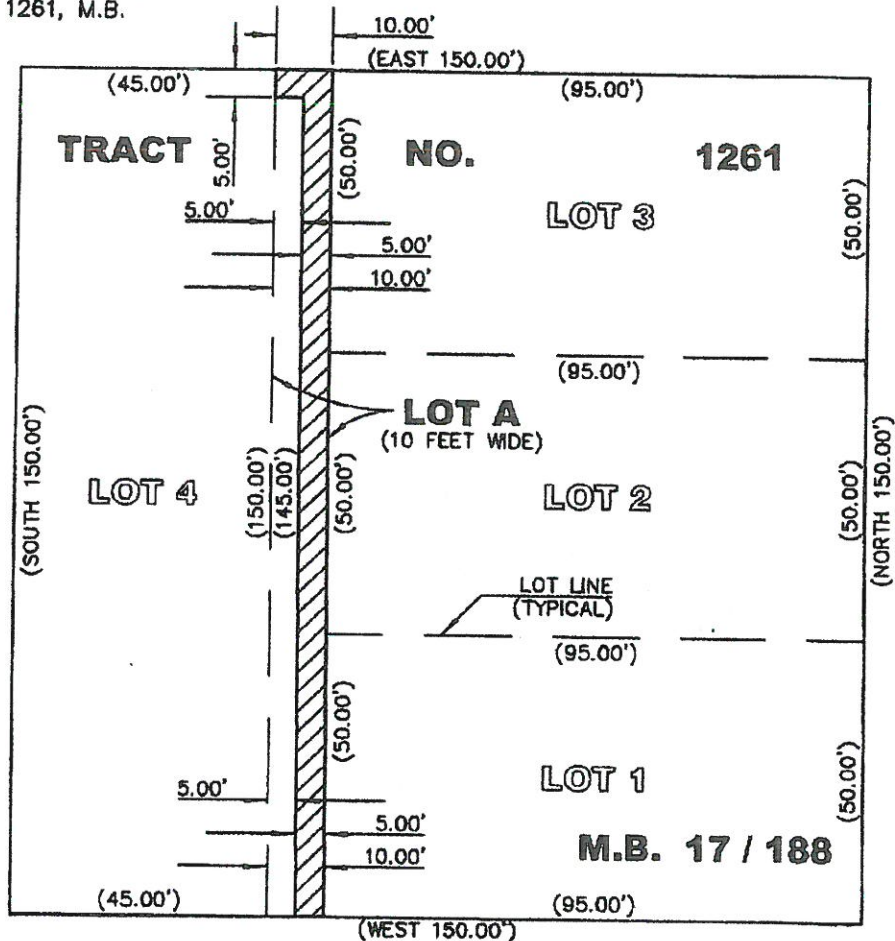 1261, M.B.
10.00'
(EAST 150.00')
(45.00')
(95.00')
TRACT NO. 1261
5.00'
(50.00')
LOT 3
(50.00')
5.00'
5.00'
10.00'
(95.00')
LOT A
(10 FEET WIDE)
(SOUTH 150.00')
LOT 4
(150.00')
(145.00')
(50.00')
LOT 2
(50.00')
(NORTH 150.00')
LOT LINE
(TYPICAL)
(95.00')
(50.00')
LOT 1
(50.00')
5.00'
5.00'
10.00'
M.B. 17 / 188
(45.00')
(95.00')
(WEST 150.00')